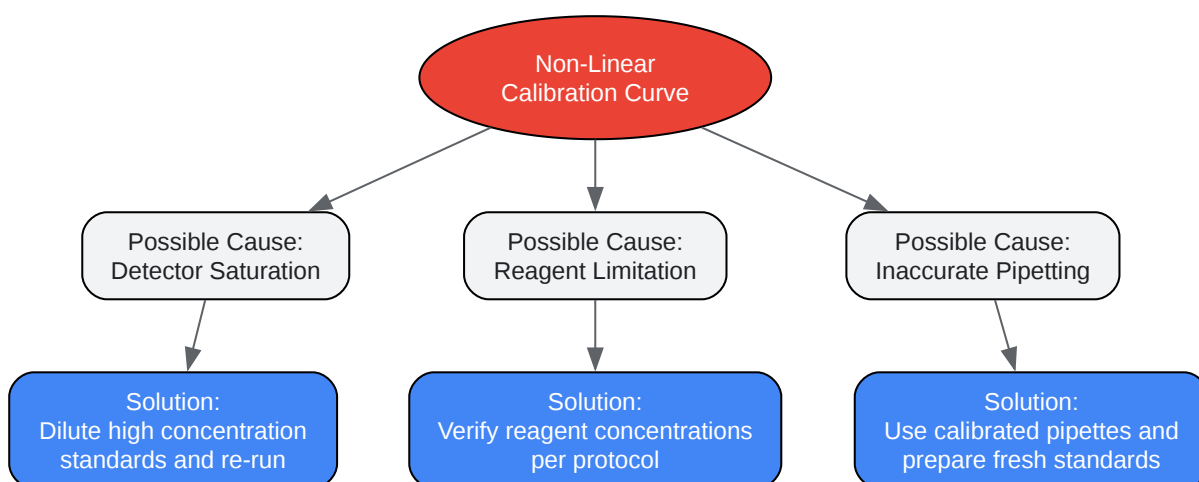 Non-Linear
Calibration Curve
Possible Cause:
Detector Saturation
Possible Cause:
Reagent Limitation
Possible Cause:
Inaccurate Pipetting
Solution:
Dilute high concentration
standards and re-run
Solution:
Verify reagent concentrations
per protocol
Solution:
Use calibrated pipettes and
prepare fresh standards